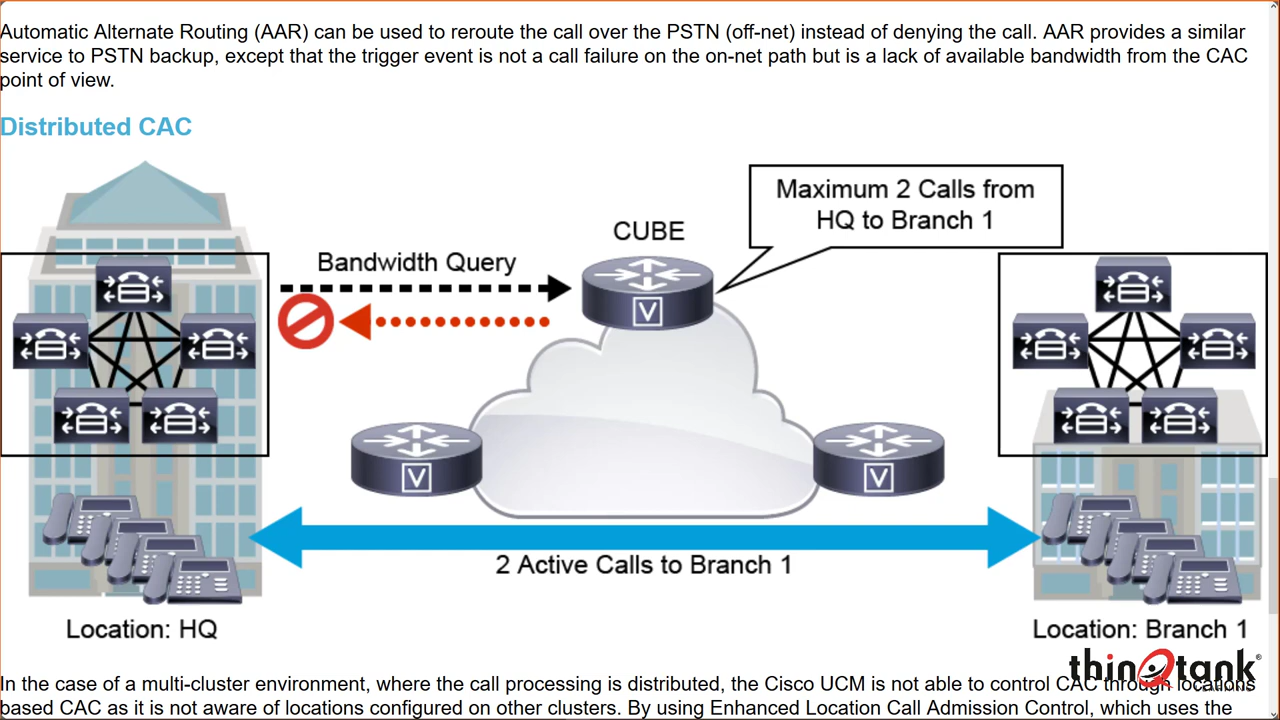 Automatic Alternate Routing (AAR) can be used to reroute the call over the PSTN (off-net) instead of denying the call. AAR provides a similar
service to PSTN backup, except that the trigger event is not a call failure on the on-net path but is a lack of available bandwidth from the CAC
point of view.
Distributed CAC
Maximum 2 Calls from
HQ to Branch 1
CUBE
Bandwidth Query
V
V
V
2 Active Calls to Branch 1
Location: HQ
Location: Branch 1
thinQtank®
LEARNING
In the case of a multi-cluster environment, where the call processing is distributed, the Cisco UCM is not able to control CAC through locations
based CAC as it is not aware of locations configured on other clusters. By using Enhanced Location Call Admission Control, which uses the